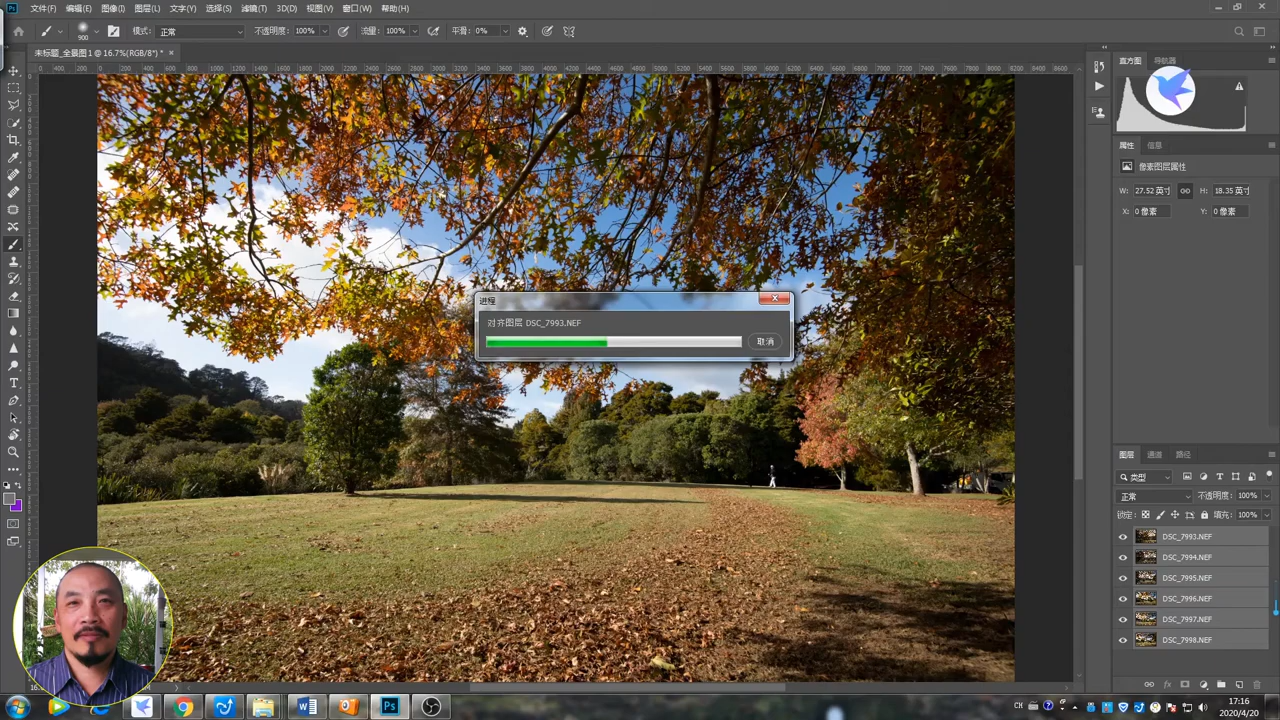 文件(F) 编辑(E) 图像(I) 图层(L) 文字(Y) 选择(S) 滤镜(T) 3D(D) 视图(V) 窗口(W) 帮助(H)
900 模式: 正常 不透明度: 100% 流量: 100% 平滑: 0%
未标题_全景图1 @ 16.7%(RGB/8*) *
直方图 导航器
属性 信息
像素图层属性
W: 27.52 英寸 H: 18.35 英寸
X: 0 像素 Y: 0 像素
进程
对齐图层 DSC_7993.NEF
取消
图层 通道 路径
类型
正常 不透明度: 100%
锁定: 填充: 100%
DSC_7993.NEF
DSC_7994.NEF
DSC_7995.NEF
DSC_7996.NEF
DSC_7997.NEF
DSC_7998.NEF
CH
17:16
2020/4/20